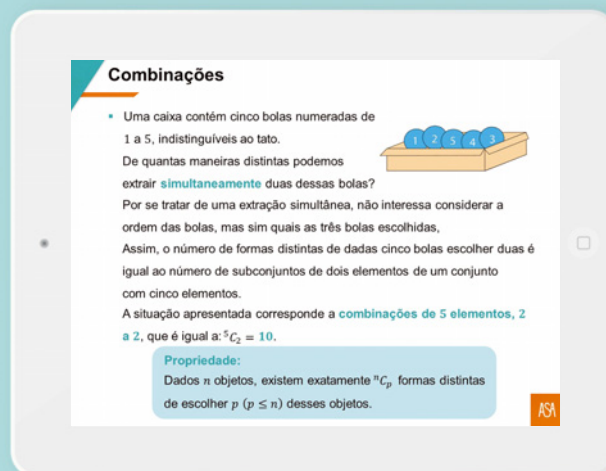 Combinações
• Uma caixa contém cinco bolas numeradas de
1 a 5, indistinguíveis ao tato.
1 2 5 4 3
De quantas maneiras distintas podemos
extrair simultaneamente duas dessas bolas?
Por se tratar de uma extração simultânea, não interessa considerar a
ordem das bolas, mas sim quais as três bolas escolhidas,
Assim, o número de formas distintas de dadas cinco bolas escolher duas é
igual ao número de subconjuntos de dois elementos de um conjunto
com cinco elementos.
A situação apresentada corresponde a combinações de 5 elementos, 2
a 2, que é igual a: ⁵C₂ = 10.
Propriedade:
Dados n objetos, existem exatamente ⁿCₚ formas distintas
de escolher p (p ≤ n) desses objetos.
ASA